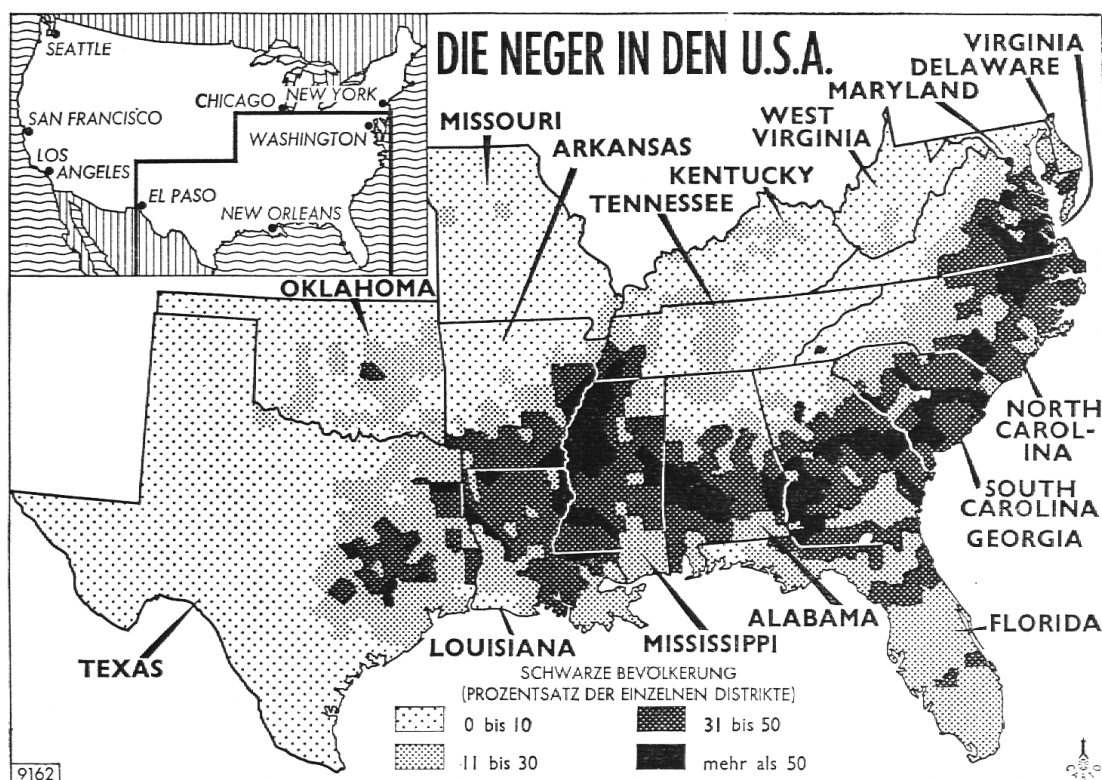 DIE NEGER IN DEN U.S.A.
SEATTLE
CHICAGO
NEW YORK
SAN FRANCISCO
WASHINGTON
LOS
ANGELES
EL PASO
NEW ORLEANS
VIRGINIA
DELAWARE
MARYLAND
WEST
VIRGINIA
MISSOURI
ARKANSAS
KENTUCKY
TENNESSEE
OKLAHOMA
NORTH
CAROL-
INA
SOUTH
CAROLINA
GEORGIA
ALABAMA
FLORIDA
MISSISSIPPI
LOUISIANA
TEXAS
SCHWARZE BEVÖLKERUNG
(PROZENTSATZ DER EINZELNEN DISTRIKTE)
0 bis 10
11 bis 30
31 bis 50
mehr als 50
9162